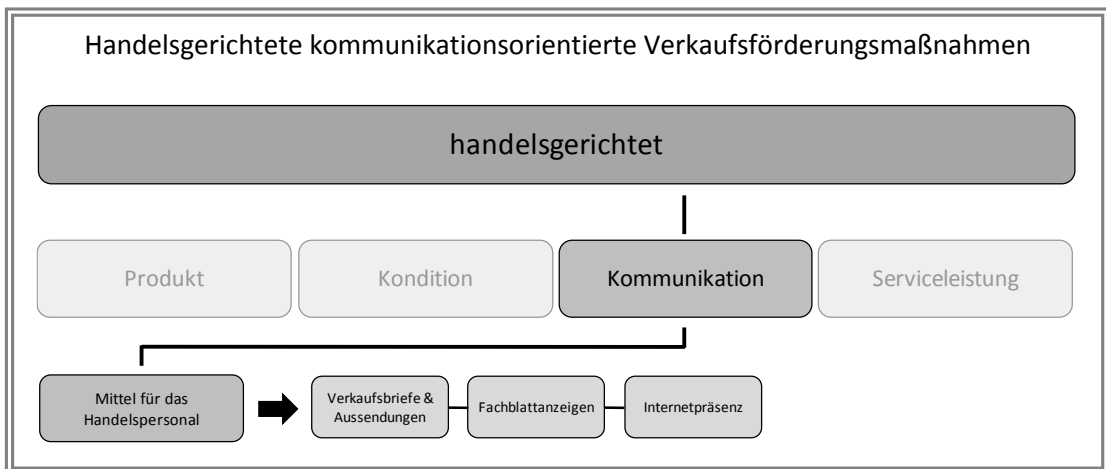 Handelsgerichtete kommunikationsorientierte Verkaufsförderungsmaßnahmen
handelsgerichtet
Produkt
Kondition
Kommunikation
Serviceleistung
Mittel für das
Handelspersonal
Verkaufsbriefe &
Aussendungen
Fachblattanzeigen
Internetpräsenz